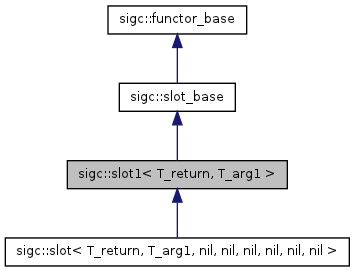 sigc::functor_base
sigc::slot_base
sigc::slot1< T_return, T_arg1 >
sigc::slot< T_return, T_arg1, nil, nil, nil, nil, nil, nil >